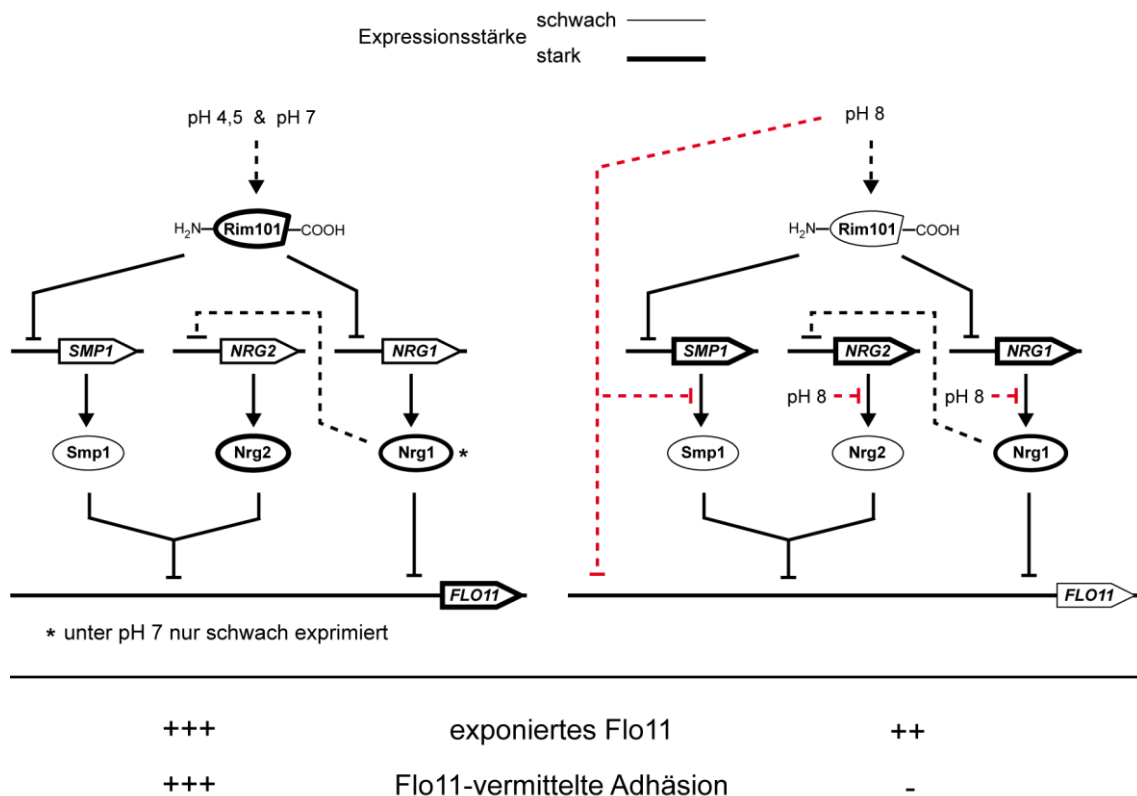 Expressionsstärke
schwach
stark
pH 4,5 & pH 7
pH 8
H2N Rim101 COOH
H2N Rim101 COOH
SMP1 NRG2 NRG1
SMP1 NRG2 NRG1
pH 8 pH 8
Smp1 Nrg2 Nrg1 *
Smp1 Nrg2 Nrg1
FLO11
FLO11
* unter pH 7 nur schwach exprimiert
+++ exponiertes Flo11 ++
+++ Flo11-vermittelte Adhäsion -